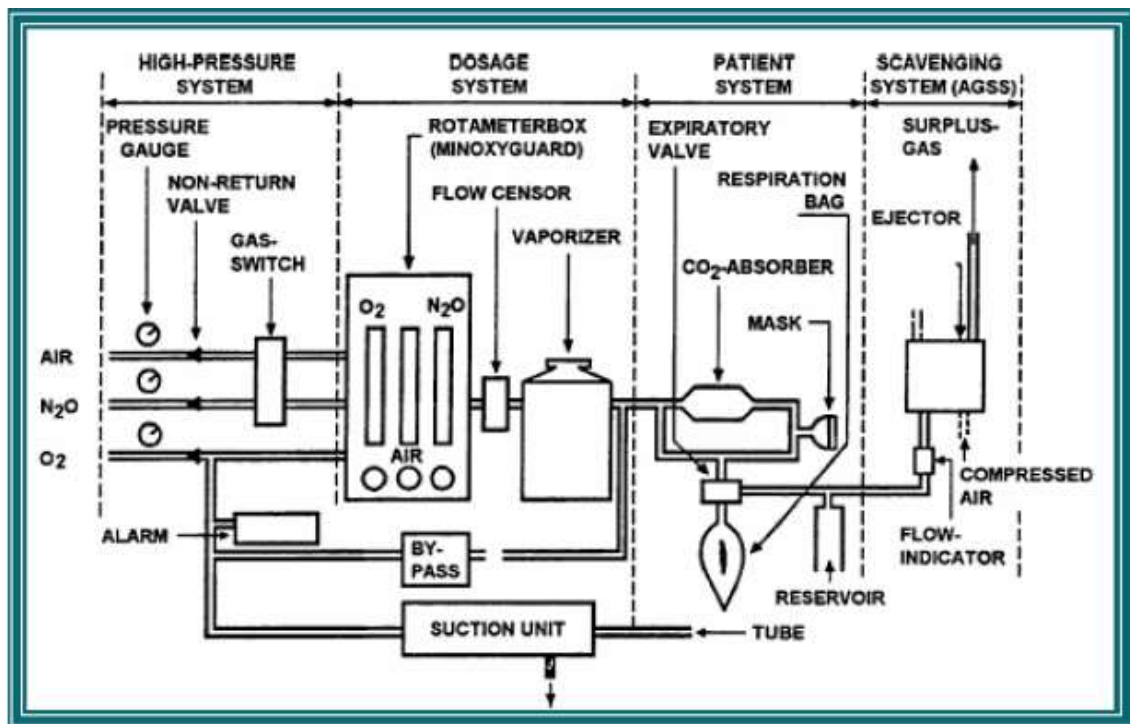 HIGH-PRESSURE
SYSTEM
DOSAGE
SYSTEM
PATIENT
SYSTEM
SCAVENGING
SYSTEM (AGSS)
PRESSURE
GAUGE
NON-RETURN
VALVE
GAS-
SWITCH
ROTAMETERBOX
(MINOXYGUARD)
FLOW CENSOR
VAPORIZER
EXPIRATORY
VALVE
RESPIRATION
BAG
CO2-ABSORBER
MASK
SURPLUS-
GAS
EJECTOR
O2
N2O
AIR
AIR
N2O
O2
ALARM
BY-
PASS
SUCTION UNIT
TUBE
RESERVOIR
COMPRESSED
AIR
FLOW-
INDICATOR